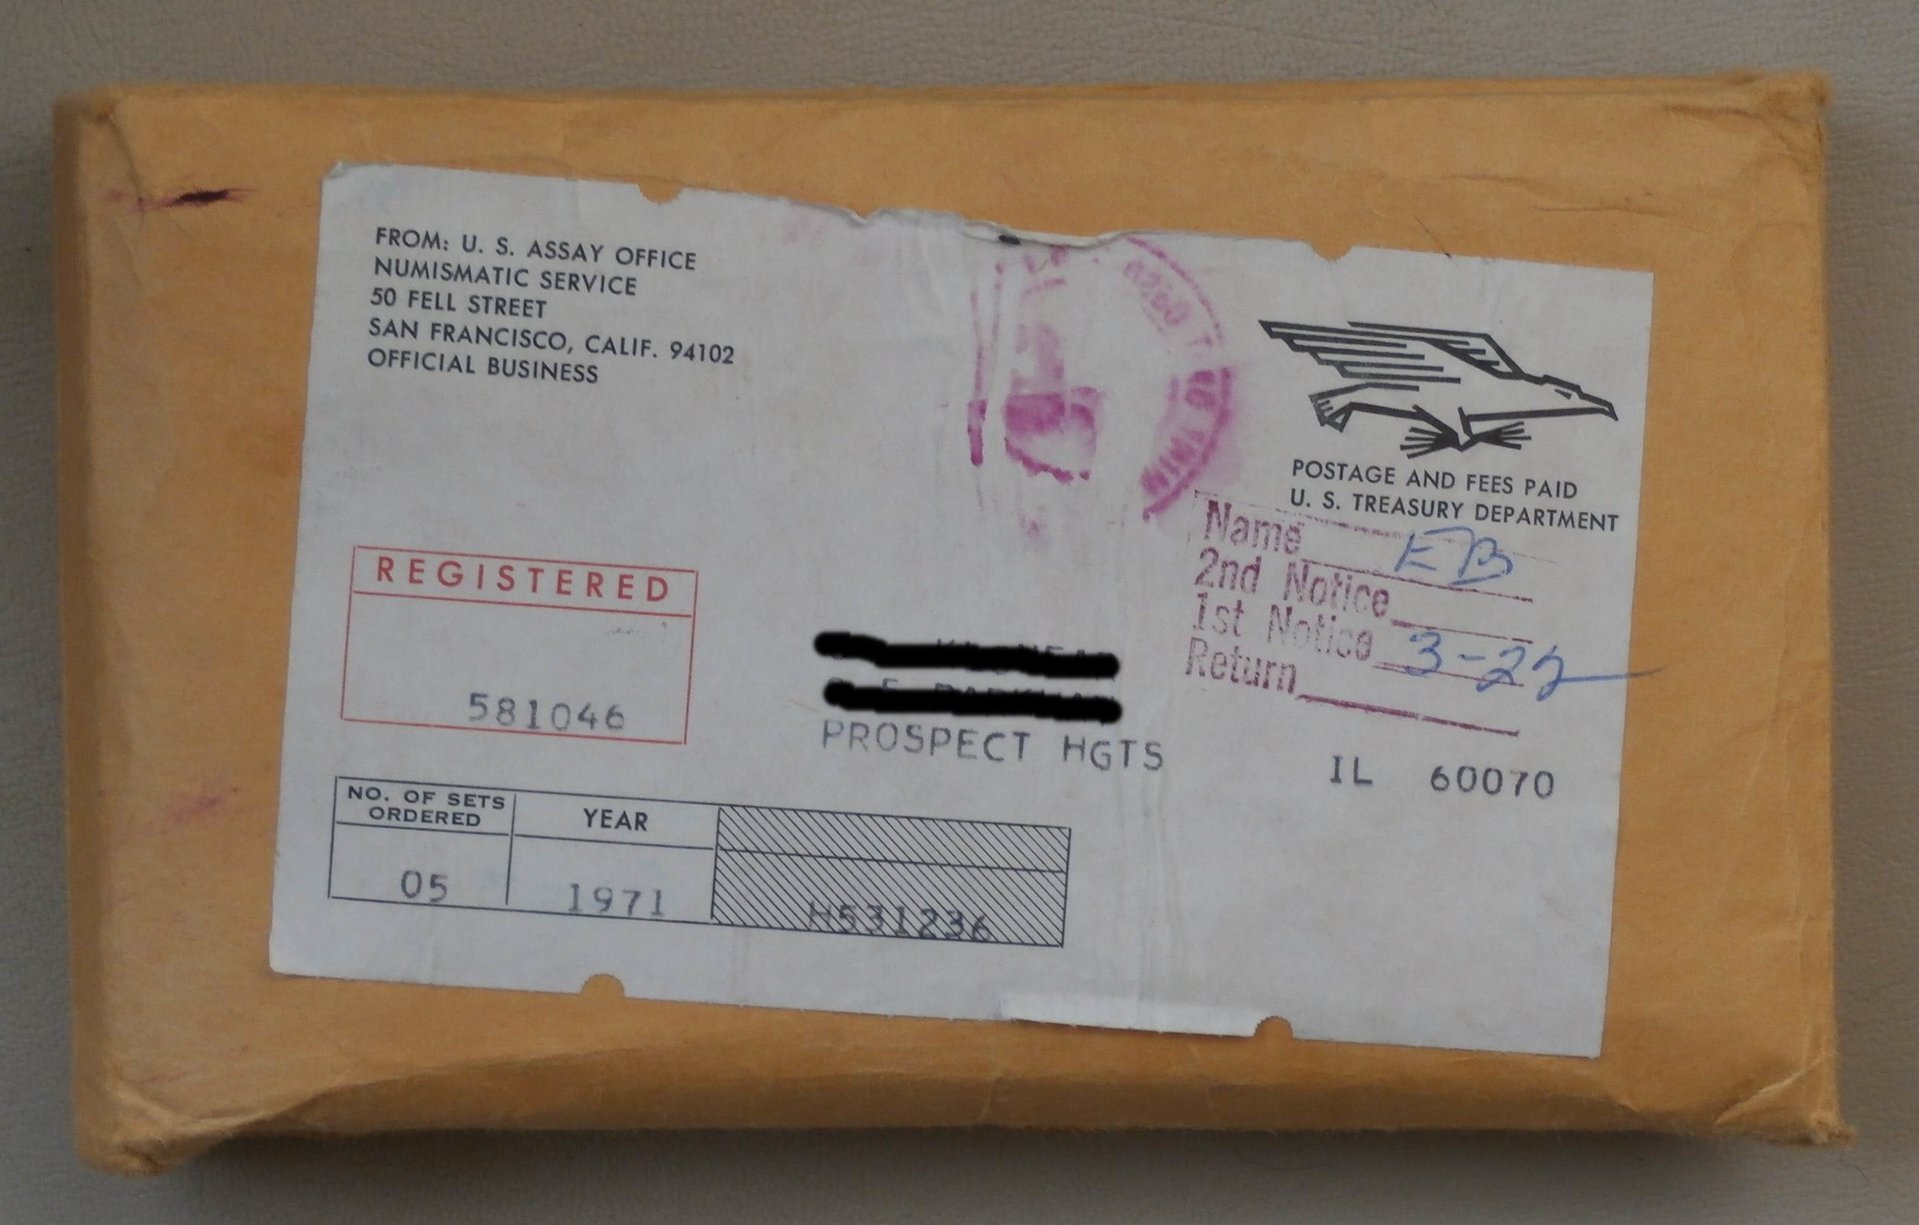 FROM: U. S. ASSAY OFFICE
NUMISMATIC SERVICE
50 FELL STREET
SAN FRANCISCO, CALIF. 94102
OFFICIAL BUSINESS
POSTAGE AND FEES PAID
U. S. TREASURY DEPARTMENT
Name EB
2nd Notice
1st Notice 3-22
Return
REGISTERED
581046
PROSPECT HGTS
IL 60070
NO. OF SETS ORDERED
05
YEAR
1971
H531236